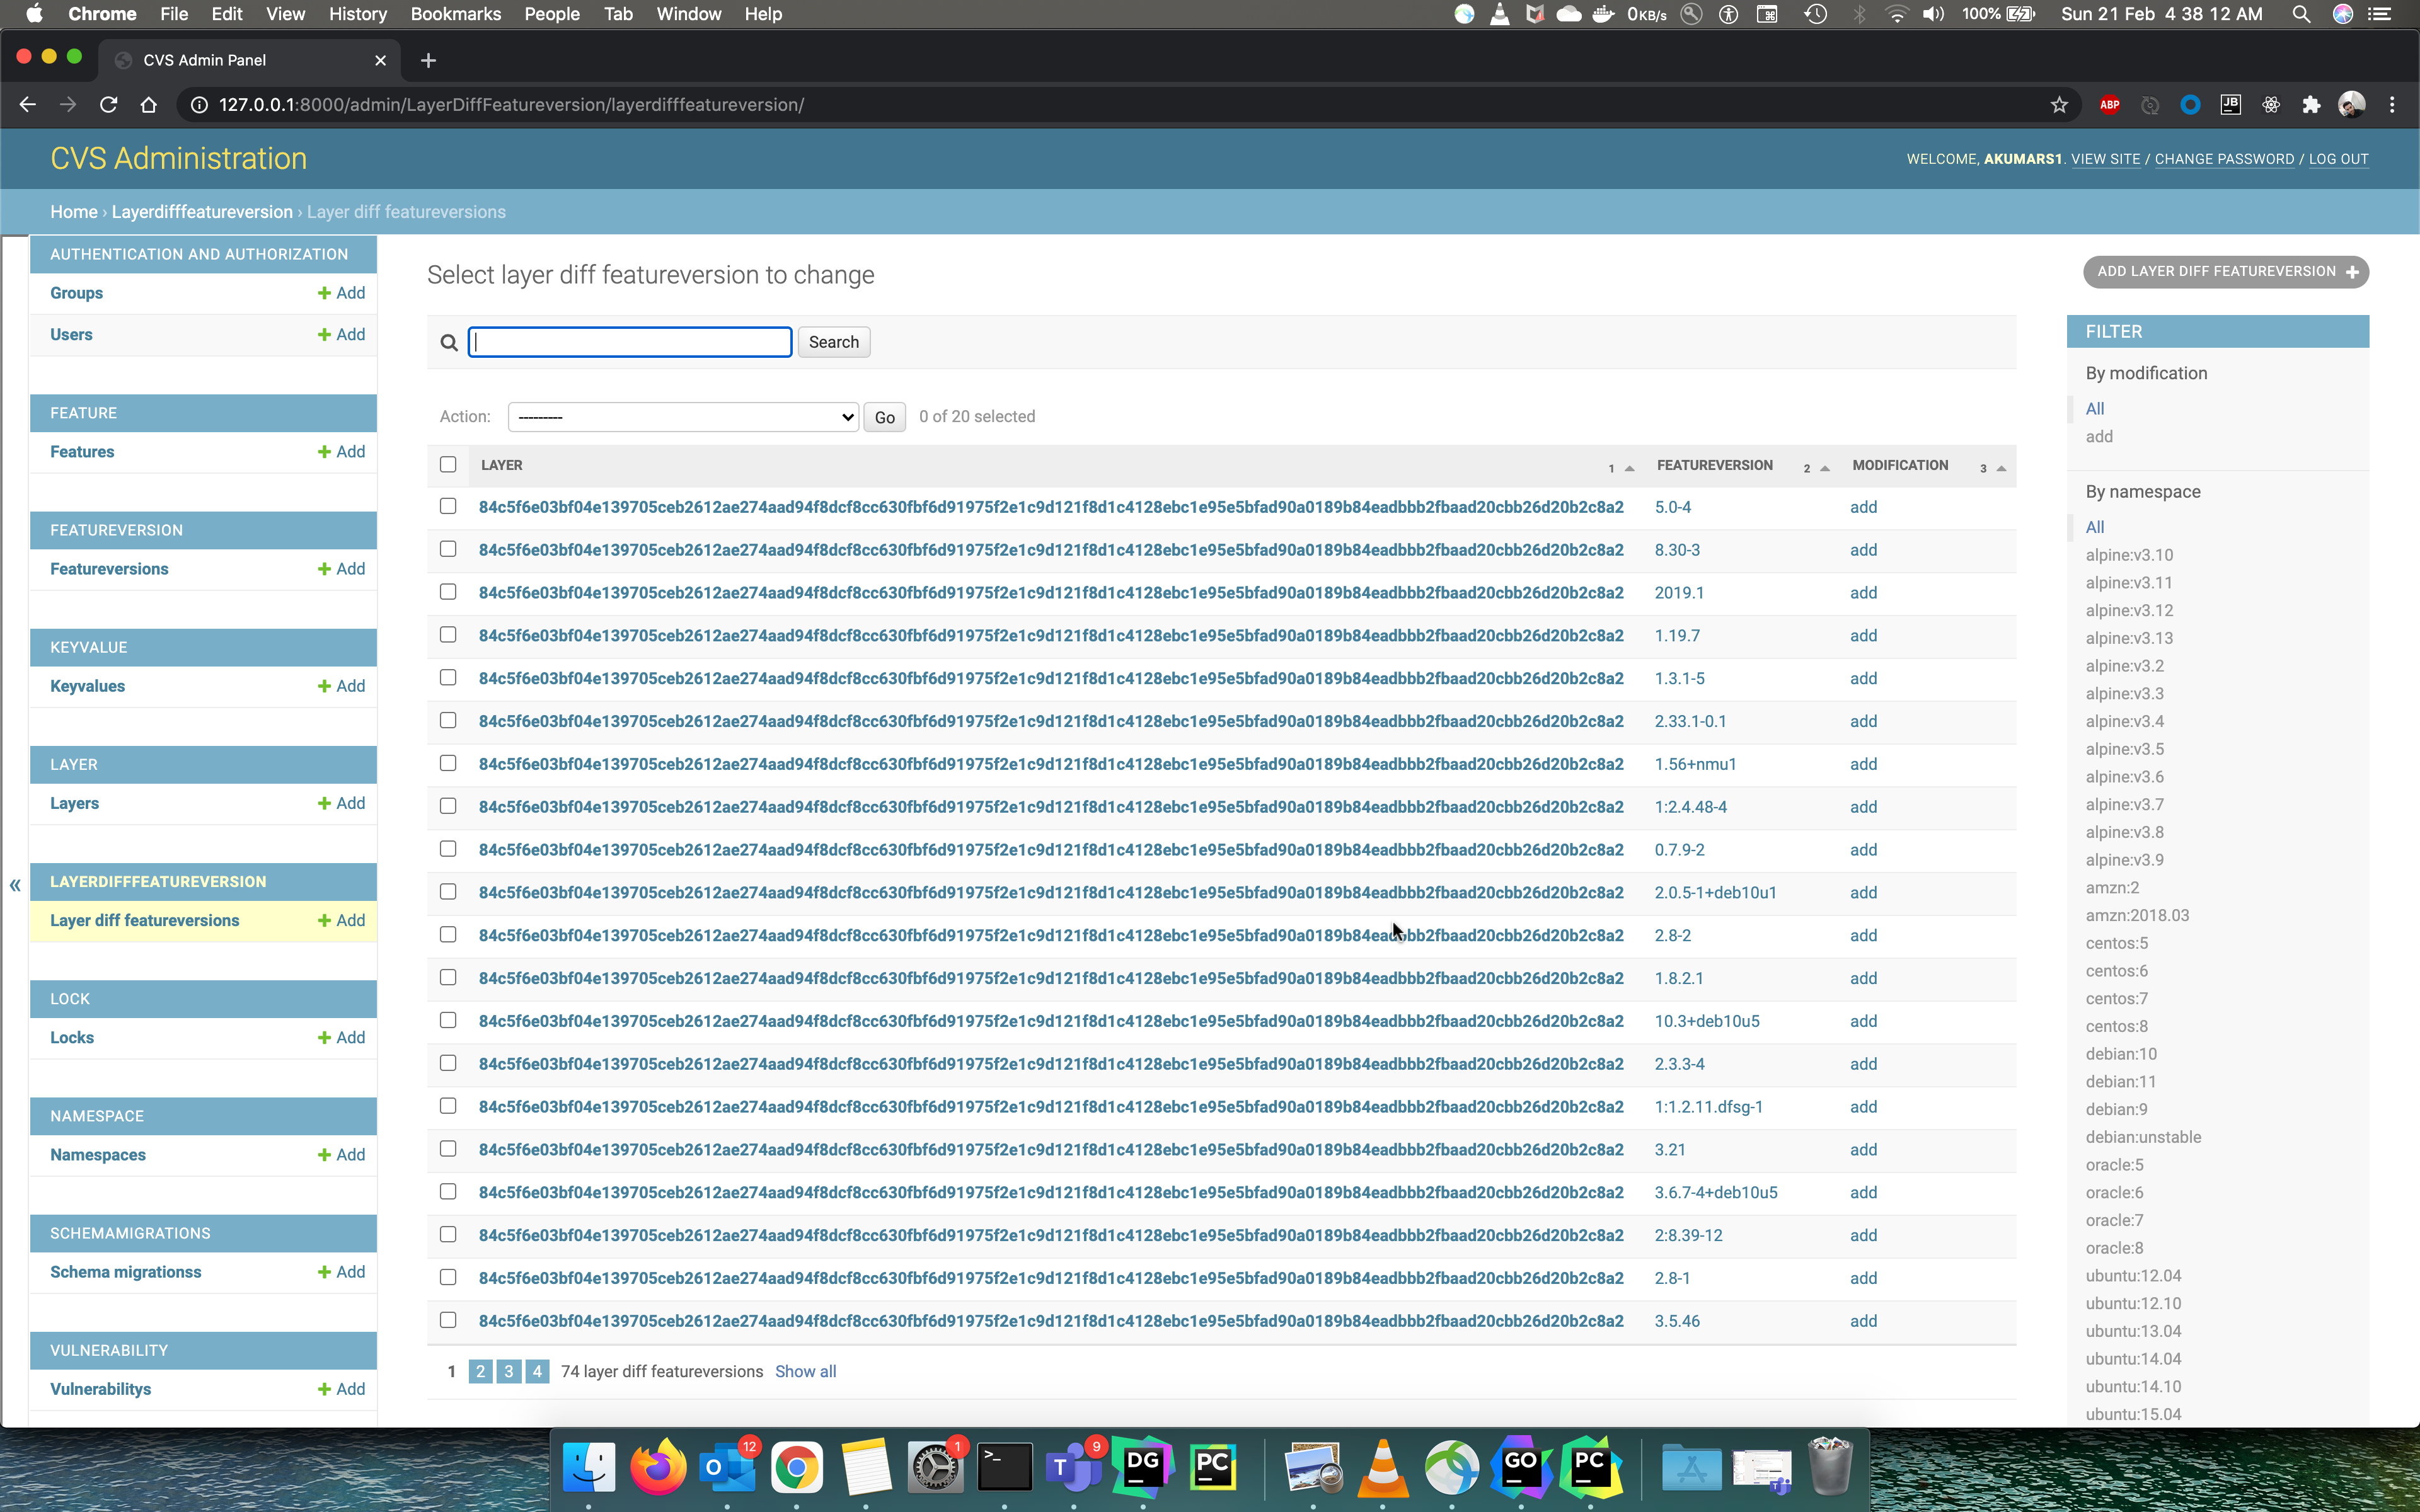 Chrome File Edit View History Bookmarks People Tab Window Help 0KB/s 100% Sun 21 Feb 4 38 12 AM
CVS Admin Panel
127.0.0.1:8000/admin/LayerDiffFeatureversion/layerdifffeatureversion/ ABP JB
CVS Administration
WELCOME, AKUMARS1. VIEW SITE / CHANGE PASSWORD / LOG OUT
Home › Layerdifffeatureversion › Layer diff featureversions
«
AUTHENTICATION AND AUTHORIZATION
Groups Add
Users Add
FEATURE
Features Add
FEATUREVERSION
Featureversions Add
KEYVALUE
Keyvalues Add
LAYER
Layers Add
LAYERDIFFFEATUREVERSION
Layer diff featureversions Add
LOCK
Locks Add
NAMESPACE
Namespaces Add
SCHEMAMIGRATIONS
Schema migrationss Add
VULNERABILITY
Vulnerabilitys Add
Select layer diff featureversion to change
ADD LAYER DIFF FEATUREVERSION
Search
Action: --------- Go 0 of 20 selected
LAYER 1 FEATUREVERSION 2 MODIFICATION 3
84c5f6e03bf04e139705ceb2612ae274aad94f8dcf8cc630fbf6d91975f2e1c9d121f8d1c4128ebc1e95e5bfad90a0189b84eadbbb2fbaad20cbb26d20b2c8a2 5.0-4 add
84c5f6e03bf04e139705ceb2612ae274aad94f8dcf8cc630fbf6d91975f2e1c9d121f8d1c4128ebc1e95e5bfad90a0189b84eadbbb2fbaad20cbb26d20b2c8a2 8.30-3 add
84c5f6e03bf04e139705ceb2612ae274aad94f8dcf8cc630fbf6d91975f2e1c9d121f8d1c4128ebc1e95e5bfad90a0189b84eadbbb2fbaad20cbb26d20b2c8a2 2019.1 add
84c5f6e03bf04e139705ceb2612ae274aad94f8dcf8cc630fbf6d91975f2e1c9d121f8d1c4128ebc1e95e5bfad90a0189b84eadbbb2fbaad20cbb26d20b2c8a2 1.19.7 add
84c5f6e03bf04e139705ceb2612ae274aad94f8dcf8cc630fbf6d91975f2e1c9d121f8d1c4128ebc1e95e5bfad90a0189b84eadbbb2fbaad20cbb26d20b2c8a2 1.3.1-5 add
84c5f6e03bf04e139705ceb2612ae274aad94f8dcf8cc630fbf6d91975f2e1c9d121f8d1c4128ebc1e95e5bfad90a0189b84eadbbb2fbaad20cbb26d20b2c8a2 2.33.1-0.1 add
84c5f6e03bf04e139705ceb2612ae274aad94f8dcf8cc630fbf6d91975f2e1c9d121f8d1c4128ebc1e95e5bfad90a0189b84eadbbb2fbaad20cbb26d20b2c8a2 1.56+nmu1 add
84c5f6e03bf04e139705ceb2612ae274aad94f8dcf8cc630fbf6d91975f2e1c9d121f8d1c4128ebc1e95e5bfad90a0189b84eadbbb2fbaad20cbb26d20b2c8a2 1:2.4.48-4 add
84c5f6e03bf04e139705ceb2612ae274aad94f8dcf8cc630fbf6d91975f2e1c9d121f8d1c4128ebc1e95e5bfad90a0189b84eadbbb2fbaad20cbb26d20b2c8a2 0.7.9-2 add
84c5f6e03bf04e139705ceb2612ae274aad94f8dcf8cc630fbf6d91975f2e1c9d121f8d1c4128ebc1e95e5bfad90a0189b84eadbbb2fbaad20cbb26d20b2c8a2 2.0.5-1+deb10u1 add
84c5f6e03bf04e139705ceb2612ae274aad94f8dcf8cc630fbf6d91975f2e1c9d121f8d1c4128ebc1e95e5bfad90a0189b84eadbbb2fbaad20cbb26d20b2c8a2 2.8-2 add
84c5f6e03bf04e139705ceb2612ae274aad94f8dcf8cc630fbf6d91975f2e1c9d121f8d1c4128ebc1e95e5bfad90a0189b84eadbbb2fbaad20cbb26d20b2c8a2 1.8.2.1 add
84c5f6e03bf04e139705ceb2612ae274aad94f8dcf8cc630fbf6d91975f2e1c9d121f8d1c4128ebc1e95e5bfad90a0189b84eadbbb2fbaad20cbb26d20b2c8a2 10.3+deb10u5 add
84c5f6e03bf04e139705ceb2612ae274aad94f8dcf8cc630fbf6d91975f2e1c9d121f8d1c4128ebc1e95e5bfad90a0189b84eadbbb2fbaad20cbb26d20b2c8a2 2.3.3-4 add
84c5f6e03bf04e139705ceb2612ae274aad94f8dcf8cc630fbf6d91975f2e1c9d121f8d1c4128ebc1e95e5bfad90a0189b84eadbbb2fbaad20cbb26d20b2c8a2 1:1.2.11.dfsg-1 add
84c5f6e03bf04e139705ceb2612ae274aad94f8dcf8cc630fbf6d91975f2e1c9d121f8d1c4128ebc1e95e5bfad90a0189b84eadbbb2fbaad20cbb26d20b2c8a2 3.21 add
84c5f6e03bf04e139705ceb2612ae274aad94f8dcf8cc630fbf6d91975f2e1c9d121f8d1c4128ebc1e95e5bfad90a0189b84eadbbb2fbaad20cbb26d20b2c8a2 3.6.7-4+deb10u5 add
84c5f6e03bf04e139705ceb2612ae274aad94f8dcf8cc630fbf6d91975f2e1c9d121f8d1c4128ebc1e95e5bfad90a0189b84eadbbb2fbaad20cbb26d20b2c8a2 2:8.39-12 add
84c5f6e03bf04e139705ceb2612ae274aad94f8dcf8cc630fbf6d91975f2e1c9d121f8d1c4128ebc1e95e5bfad90a0189b84eadbbb2fbaad20cbb26d20b2c8a2 2.8-1 add
84c5f6e03bf04e139705ceb2612ae274aad94f8dcf8cc630fbf6d91975f2e1c9d121f8d1c4128ebc1e95e5bfad90a0189b84eadbbb2fbaad20cbb26d20b2c8a2 3.5.46 add
1 2 3 4 74 layer diff featureversions Show all
FILTER
By modification
All
add
By namespace
All
alpine:v3.10
alpine:v3.11
alpine:v3.12
alpine:v3.13
alpine:v3.2
alpine:v3.3
alpine:v3.4
alpine:v3.5
alpine:v3.6
alpine:v3.7
alpine:v3.8
alpine:v3.9
amzn:2
amzn:2018.03
centos:5
centos:6
centos:7
centos:8
debian:10
debian:11
debian:9
debian:unstable
oracle:5
oracle:6
oracle:7
oracle:8
ubuntu:12.04
ubuntu:12.10
ubuntu:13.04
ubuntu:14.04
ubuntu:14.10
ubuntu:15.04
12 1 9
O >_ T DG PC GO PC